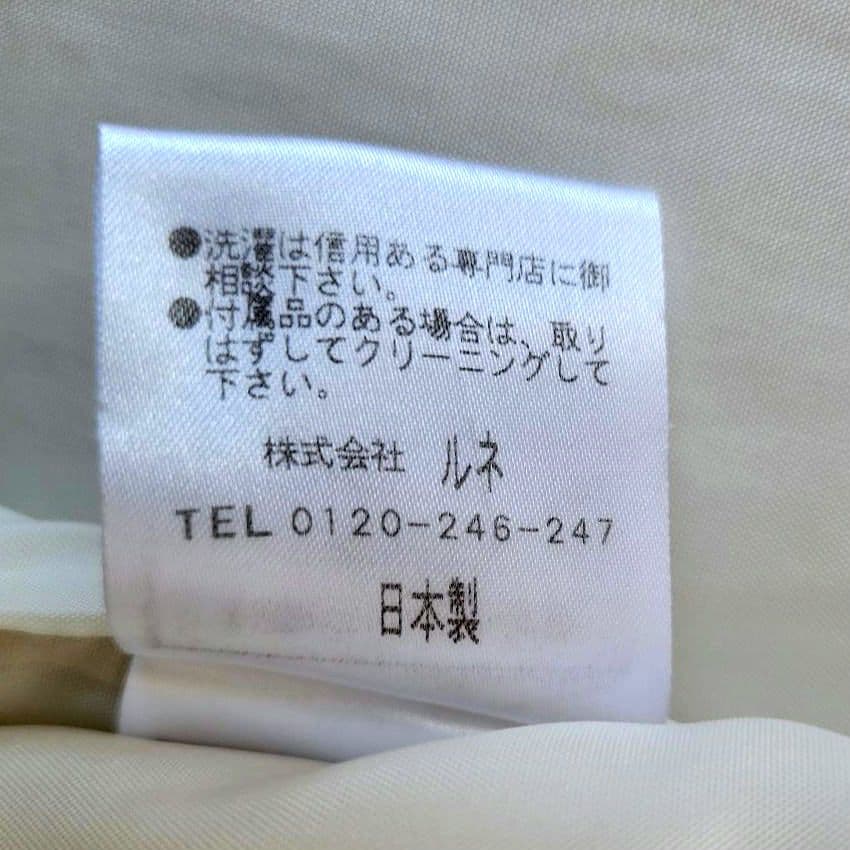 ●洗濯は信用ある専門店に御
相談下さい。
●付属品のある場合は、取り
はずしてクリーニングして
下さい。
株式会社 ルネ
TEL 0120-246-247
日本製